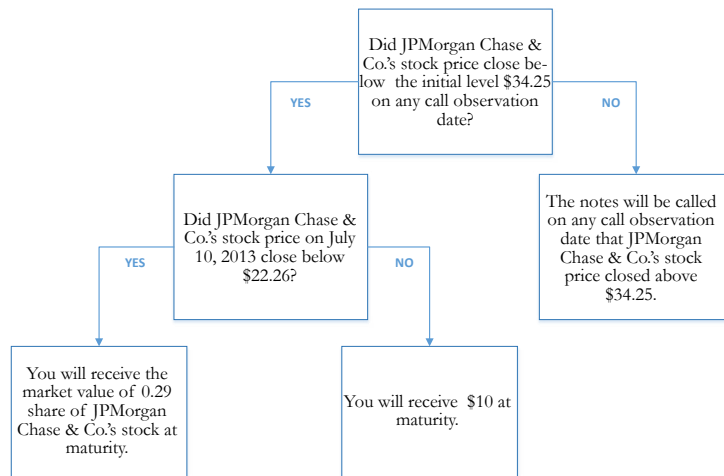 Did JPMorgan Chase &
Co.'s stock price close be-
low the initial level $34.25
on any call observation
date?
YES
NO
Did JPMorgan Chase &
Co.'s stock price on July
10, 2013 close below
$22.26?
The notes will be called
on any call observation
date that JPMorgan
Chase & Co.'s stock
price closed above
$34.25.
YES
NO
You will receive the
market value of 0.29
share of JPMorgan
Chase & Co.'s stock at
maturity.
You will receive $10 at
maturity.